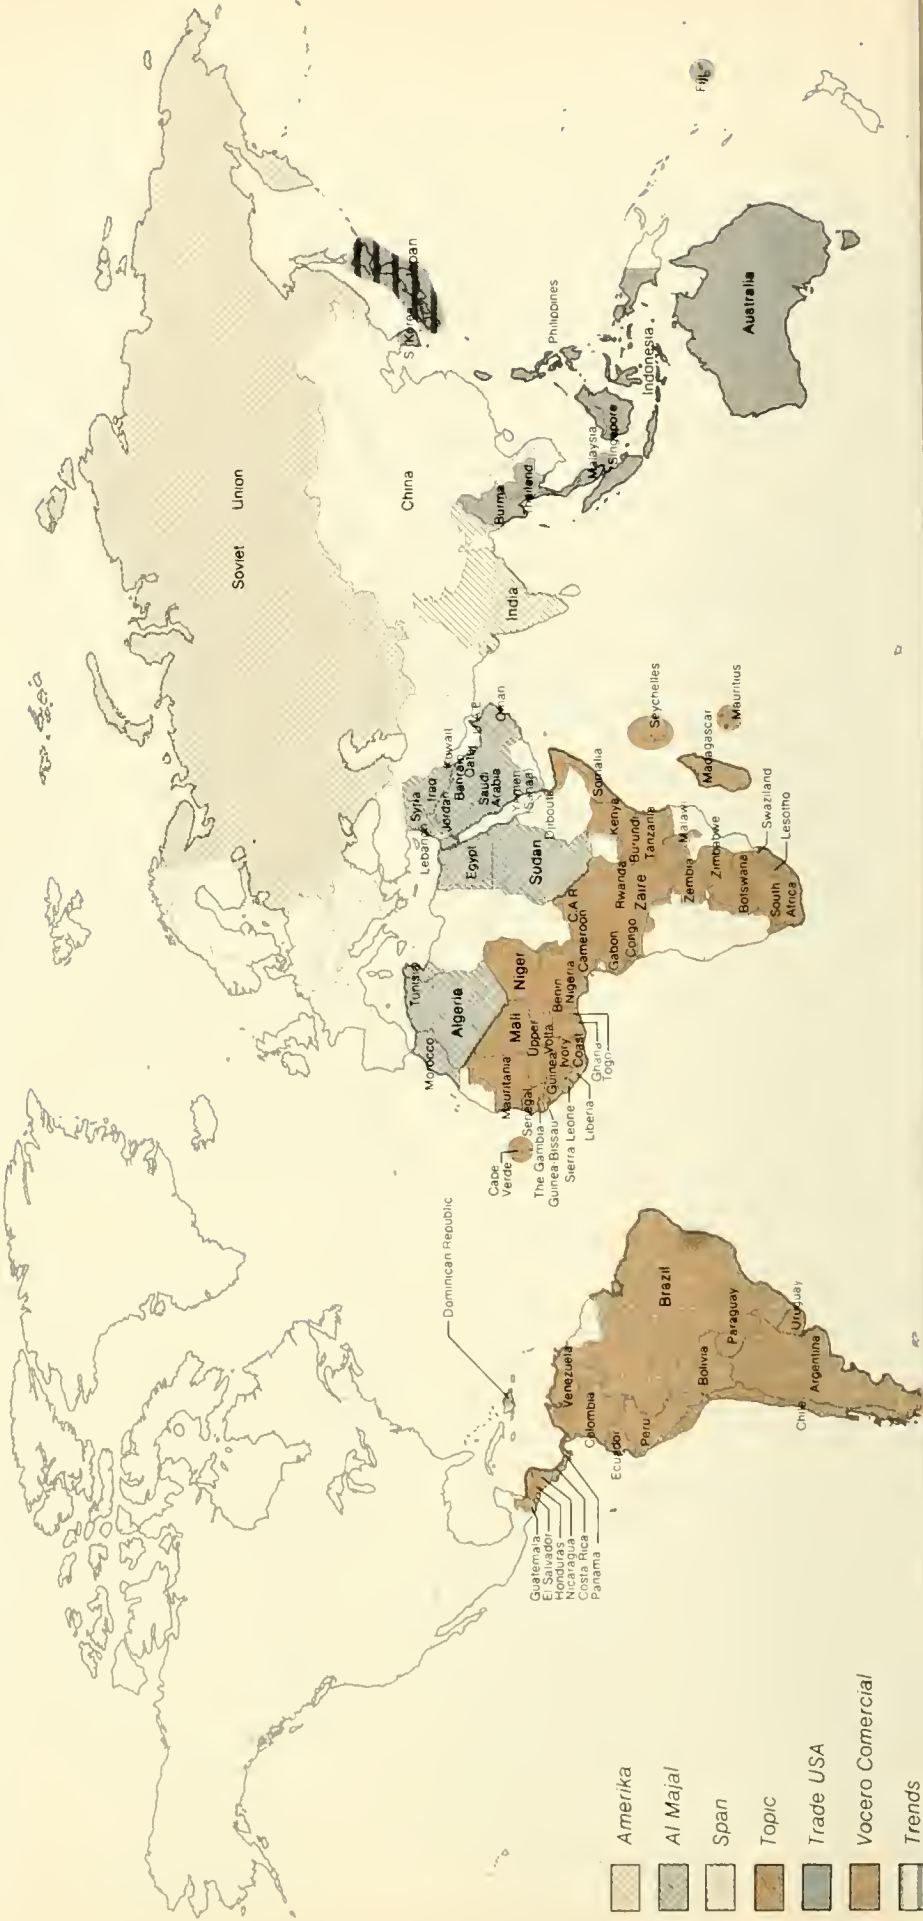 Soviet Union
China
S. Korea
Japan
Philippines
Malaysia
Singapore
Indonesia
Australia
Fiji
Burma
Thailand
India
Lebanon
Syria
Iraq
Jordan
Kuwait
Bahrain
Qatar
U.A.E.
Oman
Saudi
Arabia
Yemen
(Sanaa)
Egypt
Sudan
Djibouti
Somalia
Kenya
Burundi
Tanzania
Rwanda
Zaire
Malawi
Zambia
Zimbabwe
Botswana
South
Africa
Swaziland
Lesotho
Madagascar
Mauritius
Seychelles
Tunisia
Algeria
Morocco
Niger
Mali
Mauritania
Upper
Volta
Benin
Nigeria
Cameroon
C.A.R.
Gabon
Congo
Senegal
Guinea
Ivory
Coast
Ghana
Togo
Cape
Verde
The Gambia
Guinea-Bissau
Sierra Leone
Liberia
Dominican Republic
Guatemala
El Salvador
Honduras
Nicaragua
Costa Rica
Panama
Venezuela
Colombia
Ecuador
Peru
Brazil
Bolivia
Paraguay
Uruguay
Chile
Argentina
Amerika
Al Majal
Span
Topic
Trade USA
Vocero Comercial
Trends